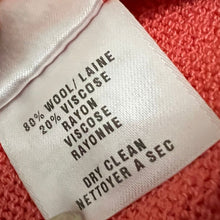 80% WOOL/LAINE
20% VISCOSE
RAYON
VISCOSE
RAYONNE
DRY CLEAN
NETTOYER A SEC